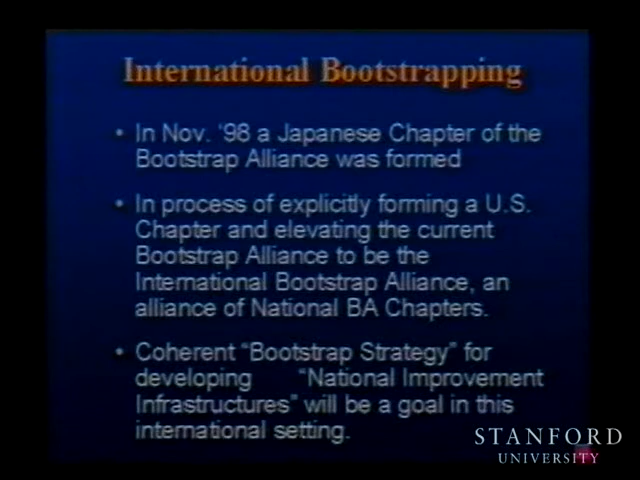 International Bootstrapping
• In Nov. ‘98 a Japanese Chapter of the
Bootstrap Alliance was formed
• In process of explicitly forming a U.S.
Chapter and elevating the current
Bootstrap Alliance to be the
International Bootstrap Alliance, an
alliance of National BA Chapters.
• Coherent “Bootstrap Strategy” for
developing “National Improvement
Infrastructures” will be a goal in this
international setting.
STANFORD
UNIVERSITY